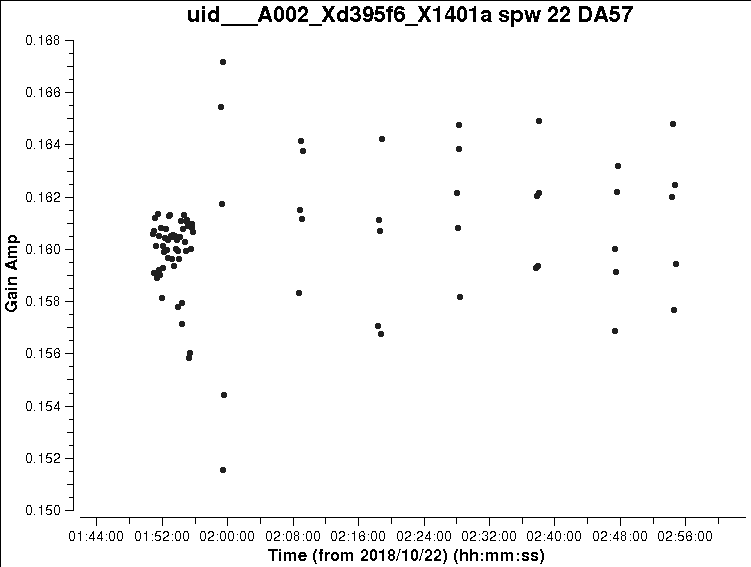 uid___A002_Xd395f6_X1401a spw 22 DA57
0.168
0.166
0.164
0.162
0.160
0.158
0.156
0.154
0.152
0.150
Gain Amp
01:44:00 01:52:00 02:00:00 02:08:00 02:16:00 02:24:00 02:32:00 02:40:00 02:48:00 02:56:00
Time (from 2018/10/22) (hh:mm:ss)